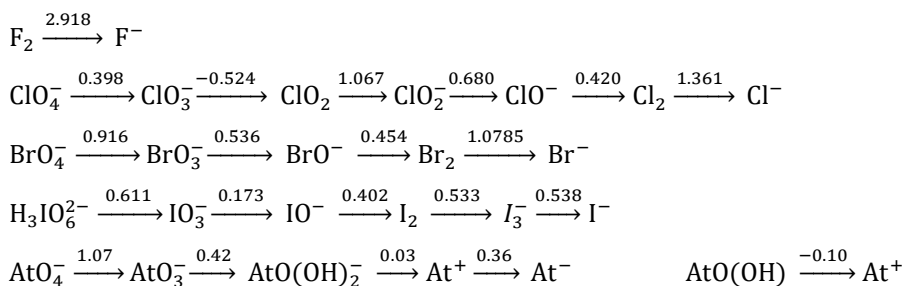 F₂ —2.918→ F⁻
ClO₄⁻ —0.398→ ClO₃⁻ —−0.524→ ClO₂ —1.067→ ClO₂⁻ —0.680→ ClO⁻ —0.420→ Cl₂ —1.361→ Cl⁻
BrO₄⁻ —0.916→ BrO₃⁻ —0.536→ BrO⁻ —0.454→ Br₂ —1.0785→ Br⁻
H₃IO₆²⁻ —0.611→ IO₃⁻ —0.173→ IO⁻ —0.402→ I₂ —0.533→ I₃⁻ —0.538→ I⁻
AtO₄⁻ —1.07→ AtO₃⁻ —0.42→ AtO(OH)₂⁻ —0.03→ At⁺ —0.36→ At⁻ AtO(OH) —−0.10→ At⁺